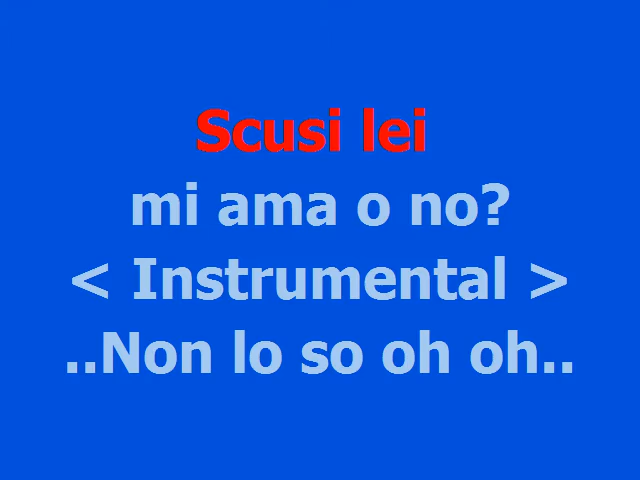 Scusi lei
mi ama o no?
< Instrumental >
..Non lo so oh oh..